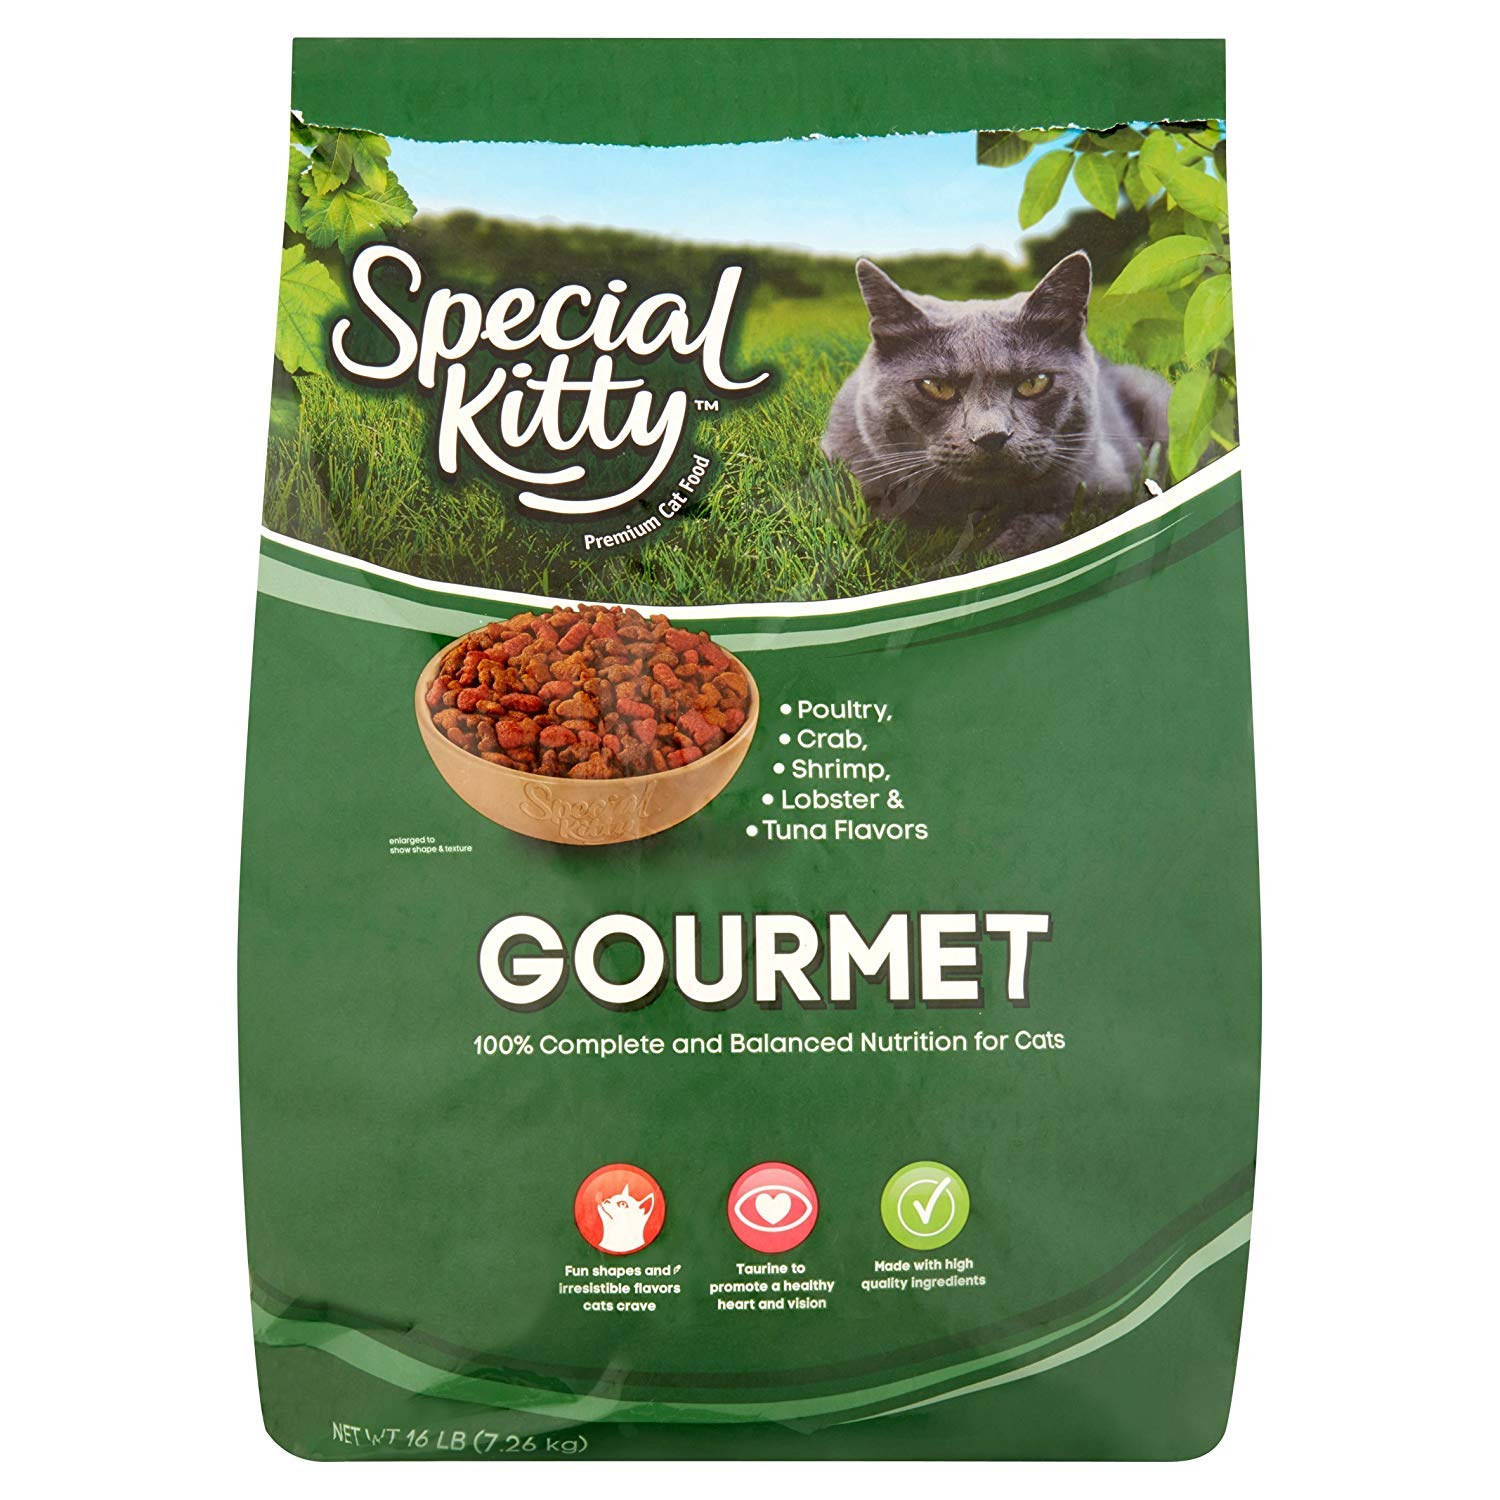 Special
Kitty™
Premium Cat Food
Special
Kitty
enlarged to
show shape & texture
• Poultry,
• Crab,
• Shrimp,
• Lobster &
• Tuna Flavors
GOURMET
100% Complete and Balanced Nutrition for Cats
Fun shapes and
irresistible flavors
cats crave
Taurine to
promote a healthy
heart and vision
Made with high
quality ingredients
NET WT 16 LB (7.26 kg)